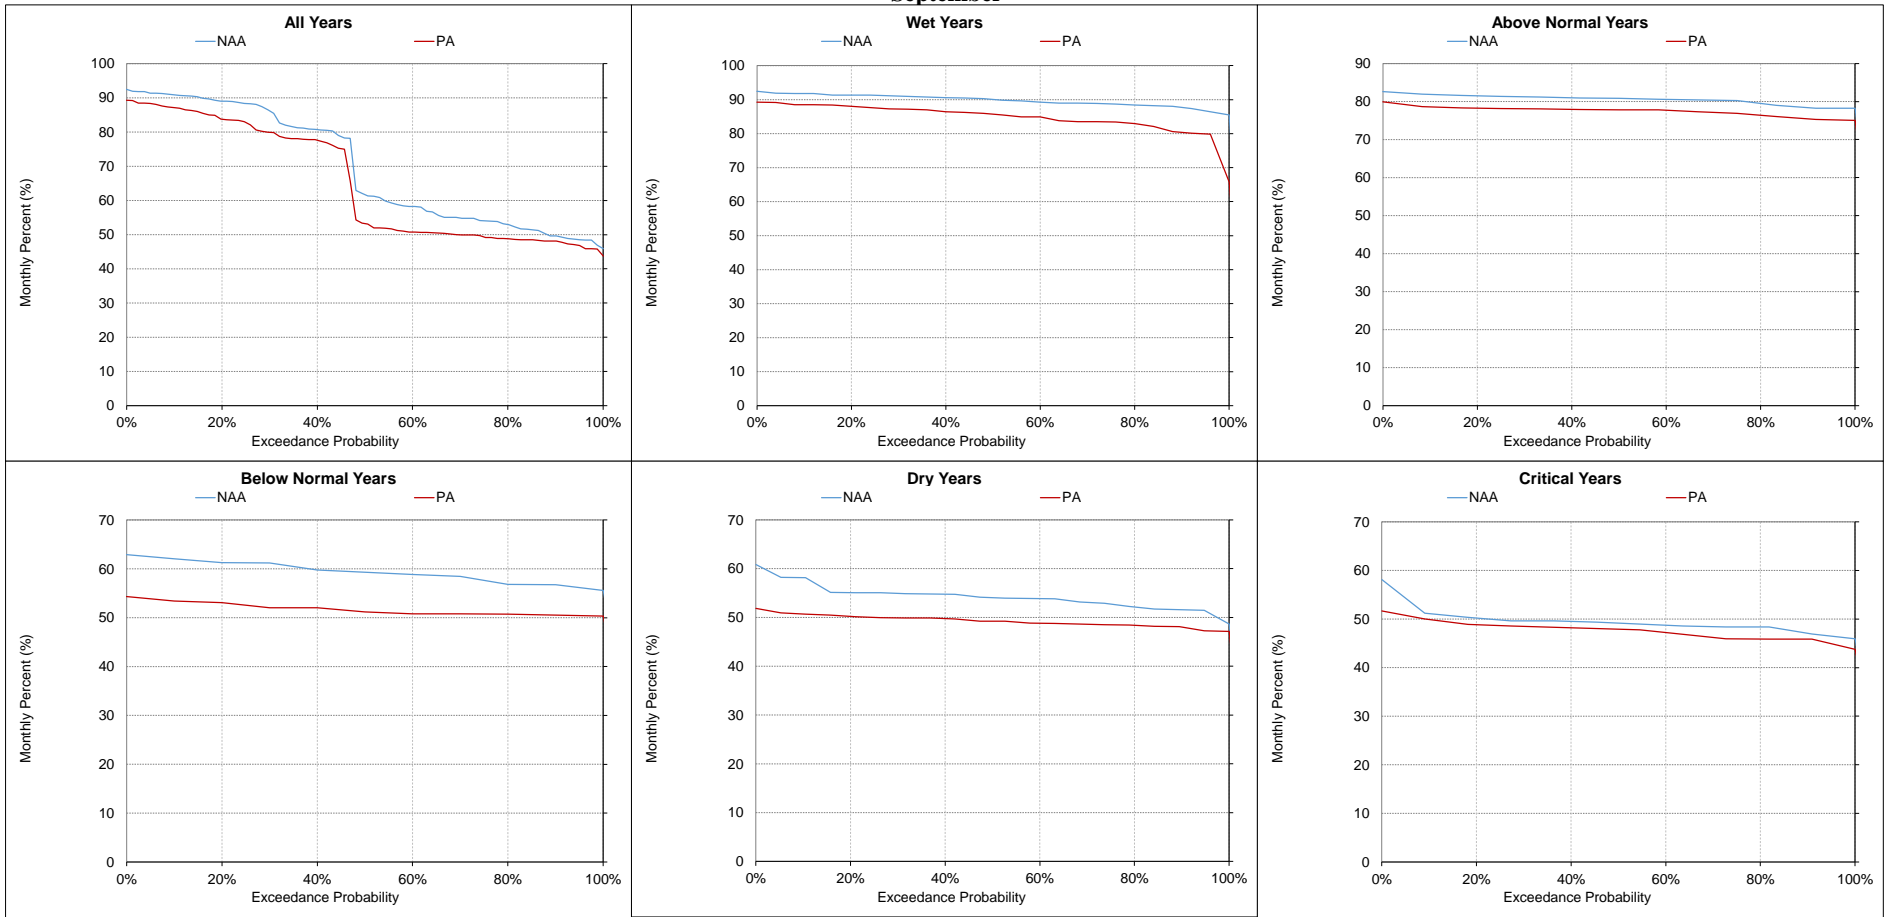 September
All Years
NAA PA
100
90
80
70
60
50
40
30
20
10
0
0% 20% 40% 60% 80% 100%
Monthly Percent (%)
Exceedance Probability
Wet Years
NAA PA
100
90
80
70
60
50
40
30
20
10
0
0% 20% 40% 60% 80% 100%
Monthly Percent (%)
Exceedance Probability
Above Normal Years
NAA PA
90
80
70
60
50
40
30
20
10
0
0% 20% 40% 60% 80% 100%
Monthly Percent (%)
Exceedance Probability
Below Normal Years
NAA PA
70
60
50
40
30
20
10
0
0% 20% 40% 60% 80% 100%
Monthly Percent (%)
Exceedance Probability
Dry Years
NAA PA
70
60
50
40
30
20
10
0
0% 20% 40% 60% 80% 100%
Monthly Percent (%)
Exceedance Probability
Critical Years
NAA PA
70
60
50
40
30
20
10
0
0% 20% 40% 60% 80% 100%
Monthly Percent (%)
Exceedance Probability